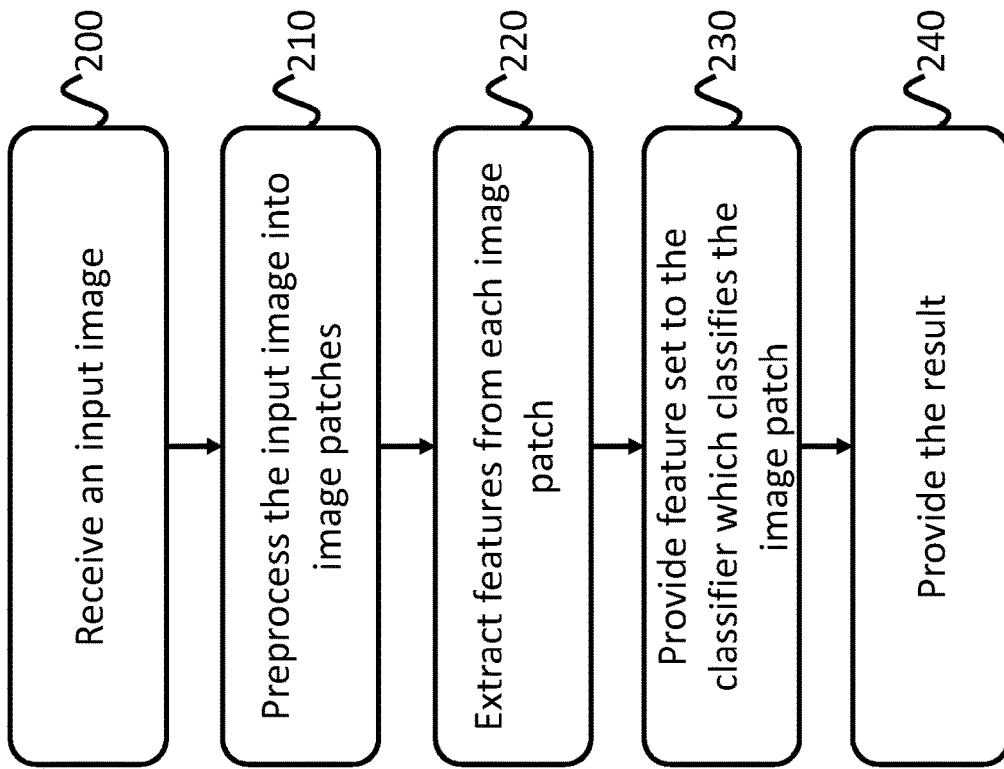 Receive an input image
200
Preprocess the input image into
image patches
210
Extract features from each image
patch
220
Provide feature set to the
classifier which classifies the
image patch
230
Provide the result
240